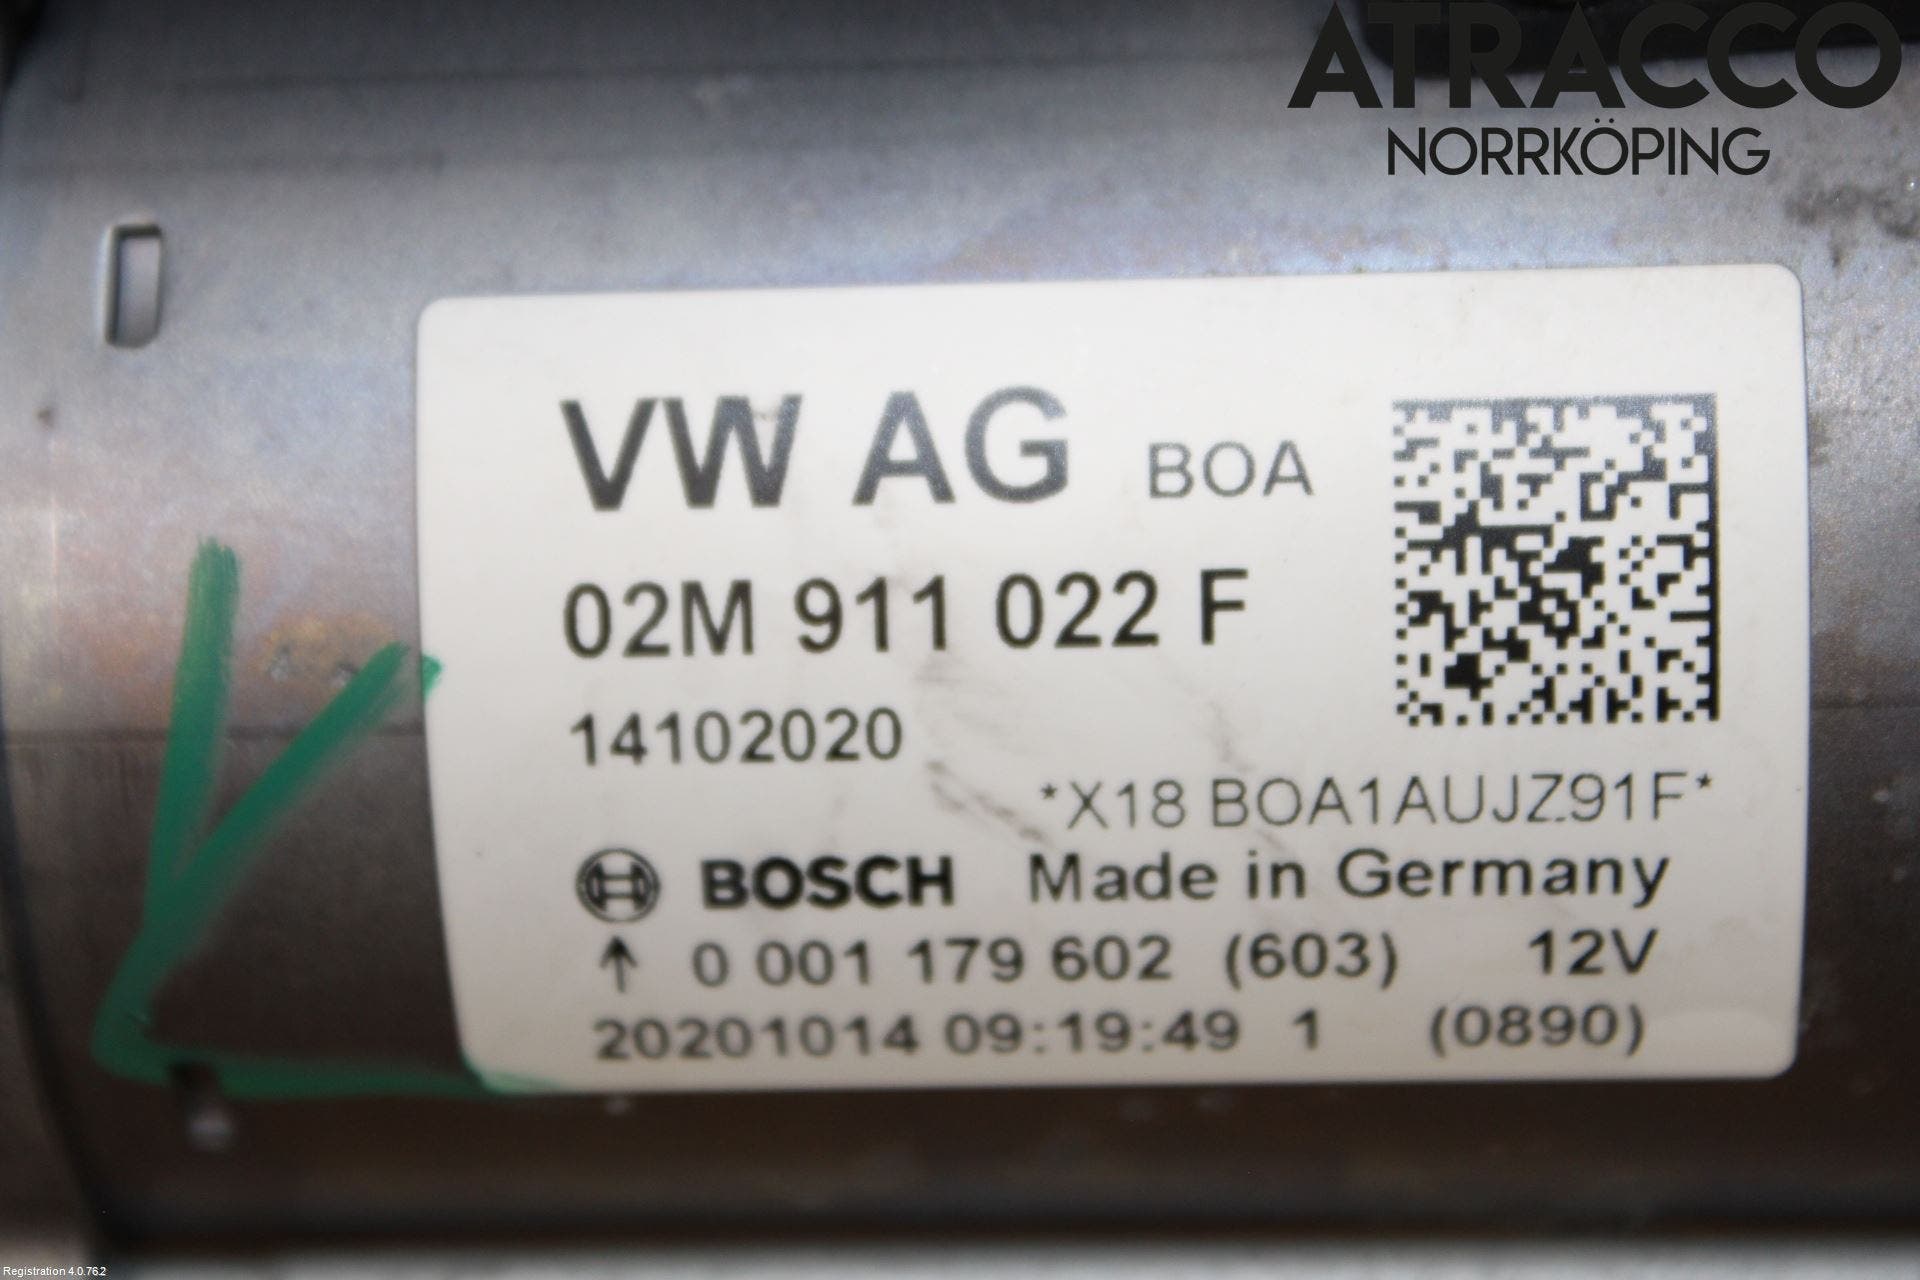 ATRACCO
NORRKÖPING
VW AG BOA
02M 911 022 F
14102020
*X18 BOA1AUJZ91F*
BOSCH Made in Germany
↑ 0 001 179 602 (603) 12V
20201014 09:19:49 1 (0890)
Registration 4.0.76.2